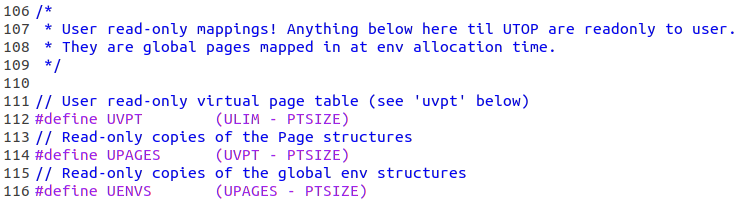 106 /*
107  * User read-only mappings! Anything below here til UTOP are readonly to user.
108  * They are global pages mapped in at env allocation time.
109  */
110
111 // User read-only virtual page table (see 'uvpt' below)
112 #define UVPT        (ULIM - PTSIZE)
113 // Read-only copies of the Page structures
114 #define UPAGES      (UVPT - PTSIZE)
115 // Read-only copies of the global env structures
116 #define UENVS       (UPAGES - PTSIZE)